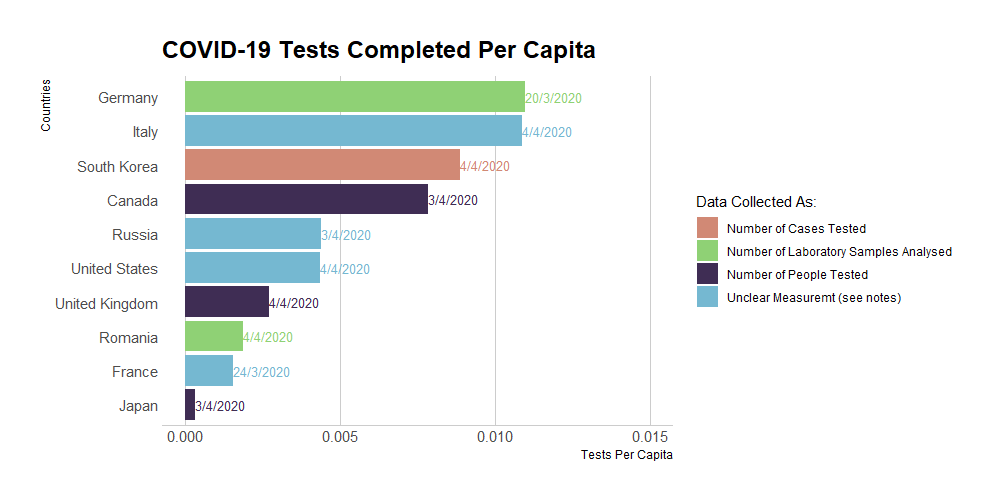 COVID-19 Tests Completed Per Capita
Countries
Germany 20/3/2020
Italy 4/4/2020
South Korea 4/4/2020
Canada 3/4/2020
Russia 3/4/2020
United States 4/4/2020
United Kingdom 4/4/2020
Romania 4/4/2020
France 24/3/2020
Japan 3/4/2020
0.000 0.005 0.010 0.015
Tests Per Capita
Data Collected As:
Number of Cases Tested
Number of Laboratory Samples Analysed
Number of People Tested
Unclear Measuremt (see notes)